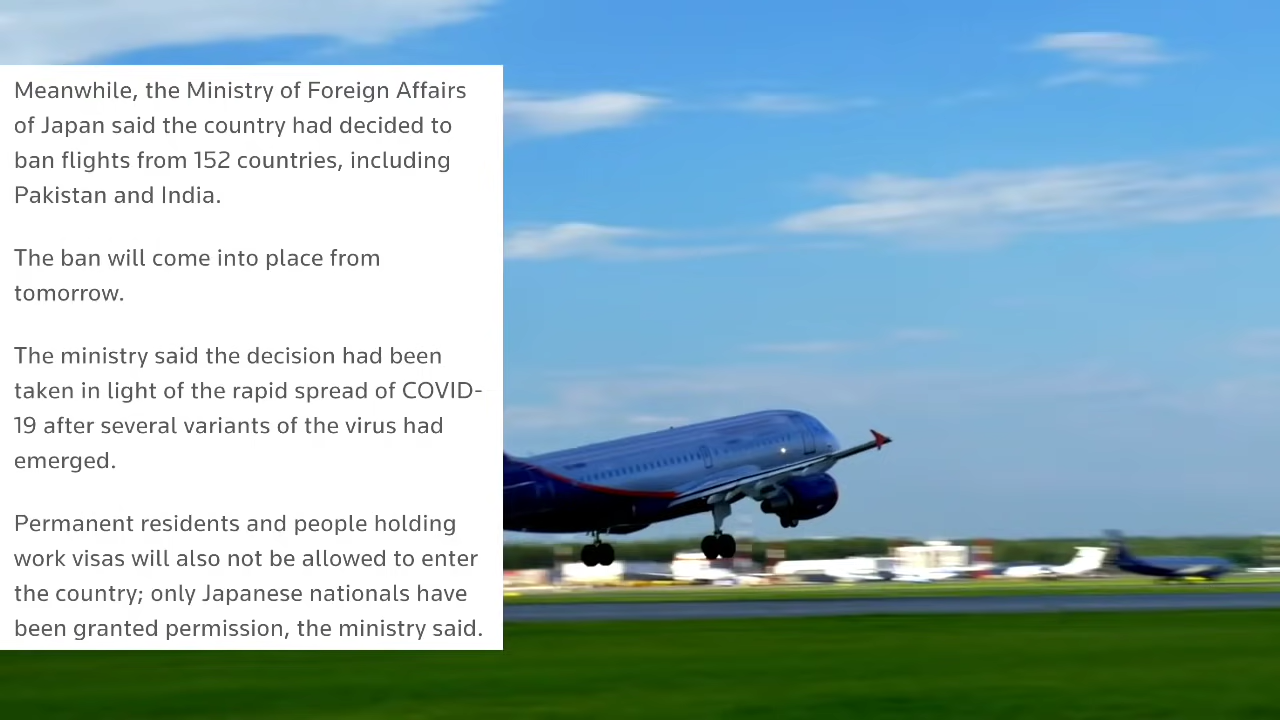 Meanwhile, the Ministry of Foreign Affairs
of Japan said the country had decided to
ban flights from 152 countries, including
Pakistan and India.
The ban will come into place from
tomorrow.
The ministry said the decision had been
taken in light of the rapid spread of COVID-
19 after several variants of the virus had
emerged.
Permanent residents and people holding
work visas will also not be allowed to enter
the country; only Japanese nationals have
been granted permission, the ministry said.